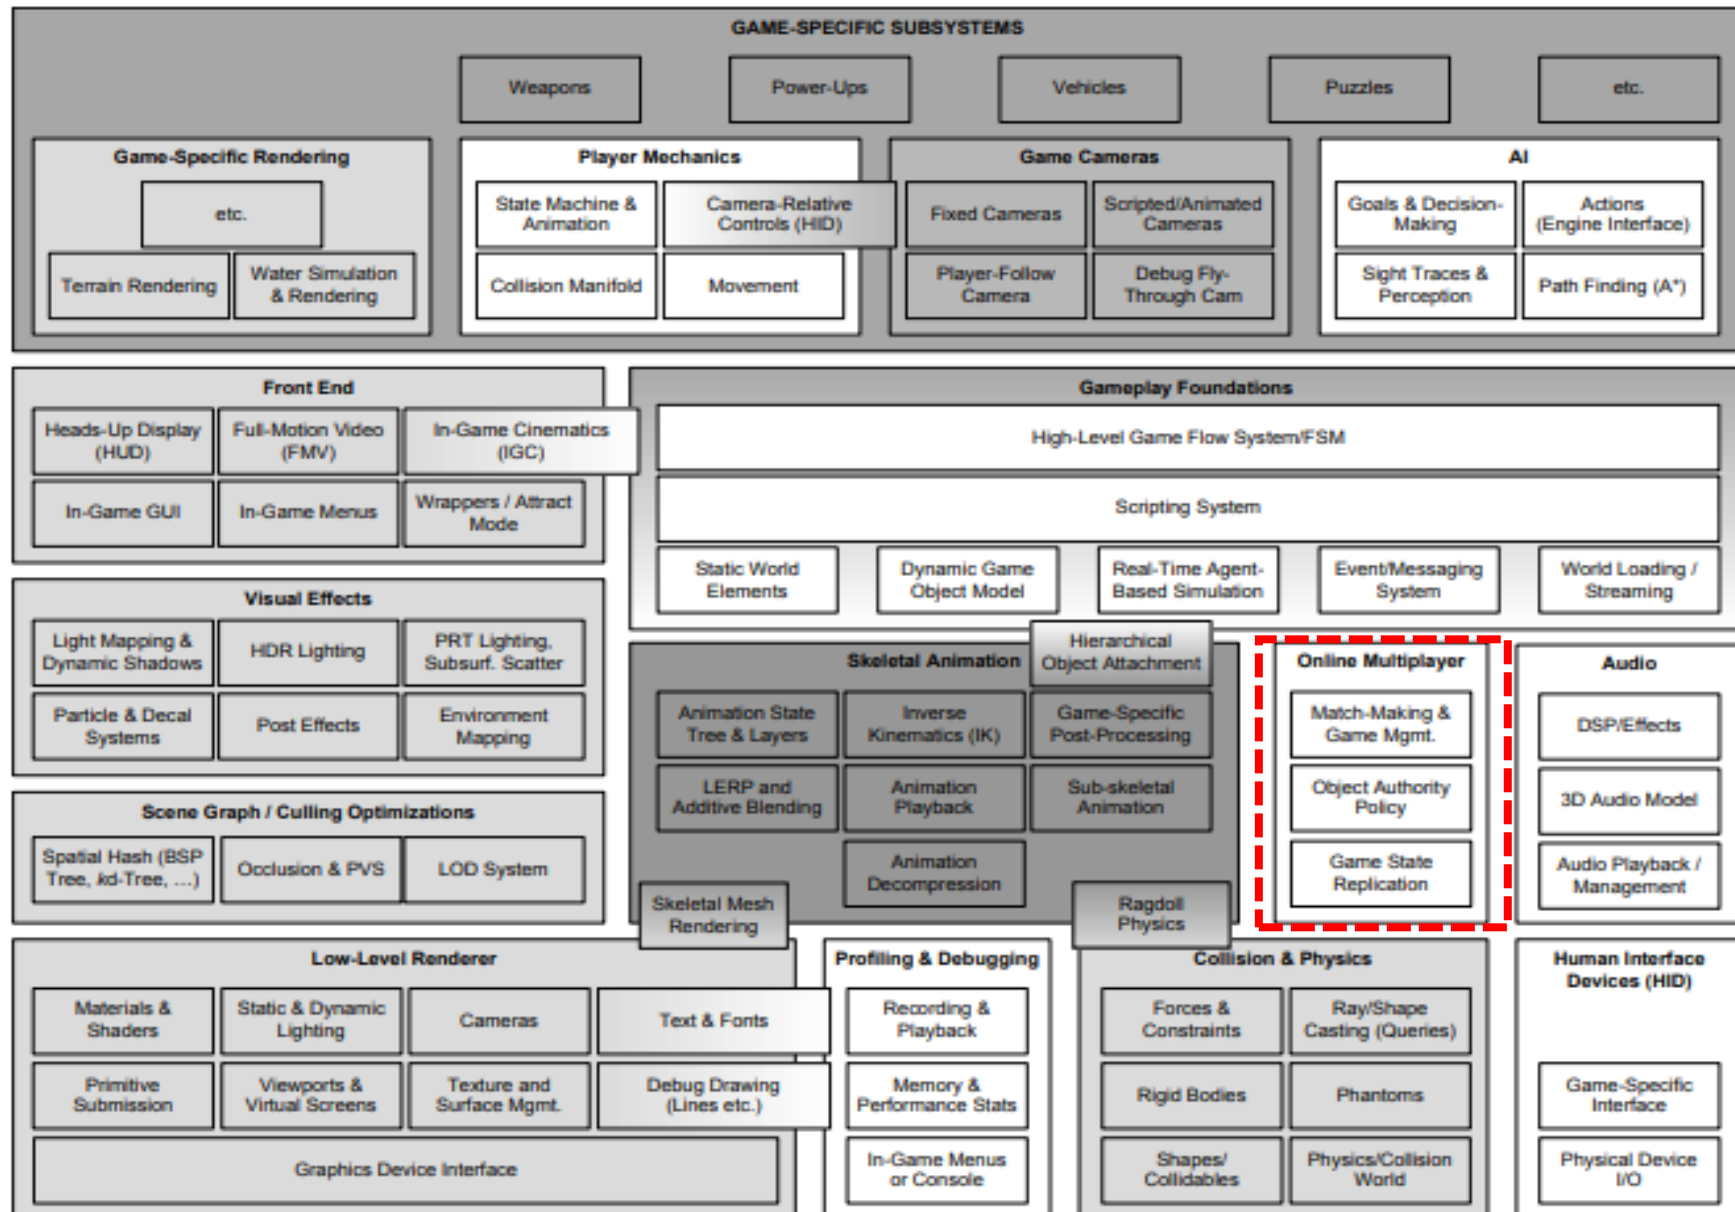 GAME-SPECIFIC SUBSYSTEMS
Weapons
Power-Ups
Vehicles
Puzzles
etc.
Game-Specific Rendering
etc.
Terrain Rendering
Water Simulation
& Rendering
Player Mechanics
State Machine &
Animation
Camera-Relative
Controls (HID)
Collision Manifold
Movement
Game Cameras
Fixed Cameras
Scripted/Animated
Cameras
Player-Follow
Camera
Debug Fly-
Through Cam
AI
Goals & Decision-
Making
Actions
(Engine Interface)
Sight Traces &
Perception
Path Finding (A*)
Front End
Heads-Up Display
(HUD)
Full-Motion Video
(FMV)
In-Game Cinematics
(IGC)
In-Game GUI
In-Game Menus
Wrappers / Attract
Mode
Gameplay Foundations
High-Level Game Flow System/FSM
Scripting System
Static World
Elements
Dynamic Game
Object Model
Real-Time Agent-
Based Simulation
Event/Messaging
System
World Loading /
Streaming
Visual Effects
Light Mapping &
Dynamic Shadows
HDR Lighting
PRT Lighting,
Subsurf. Scatter
Particle & Decal
Systems
Post Effects
Environment
Mapping
Skeletal Animation
Hierarchical
Object Attachment
Animation State
Tree & Layers
Inverse
Kinematics (IK)
Game-Specific
Post-Processing
LERP and
Additive Blending
Animation
Playback
Sub-skeletal
Animation
Animation
Decompression
Skeletal Mesh
Rendering
Ragdoll
Physics
Online Multiplayer
Match-Making &
Game Mgmt.
Object Authority
Policy
Game State
Replication
Audio
DSP/Effects
3D Audio Model
Audio Playback /
Management
Scene Graph / Culling Optimizations
Spatial Hash (BSP
Tree, kd-Tree, …)
Occlusion & PVS
LOD System
Low-Level Renderer
Materials &
Shaders
Static & Dynamic
Lighting
Cameras
Text & Fonts
Primitive
Submission
Viewports &
Virtual Screens
Texture and
Surface Mgmt.
Debug Drawing
(Lines etc.)
Graphics Device Interface
Profiling & Debugging
Recording &
Playback
Memory &
Performance Stats
In-Game Menus
or Console
Collision & Physics
Forces &
Constraints
Ray/Shape
Casting (Queries)
Rigid Bodies
Phantoms
Shapes/
Collidables
Physics/Collision
World
Human Interface
Devices (HID)
Game-Specific
Interface
Physical Device
I/O